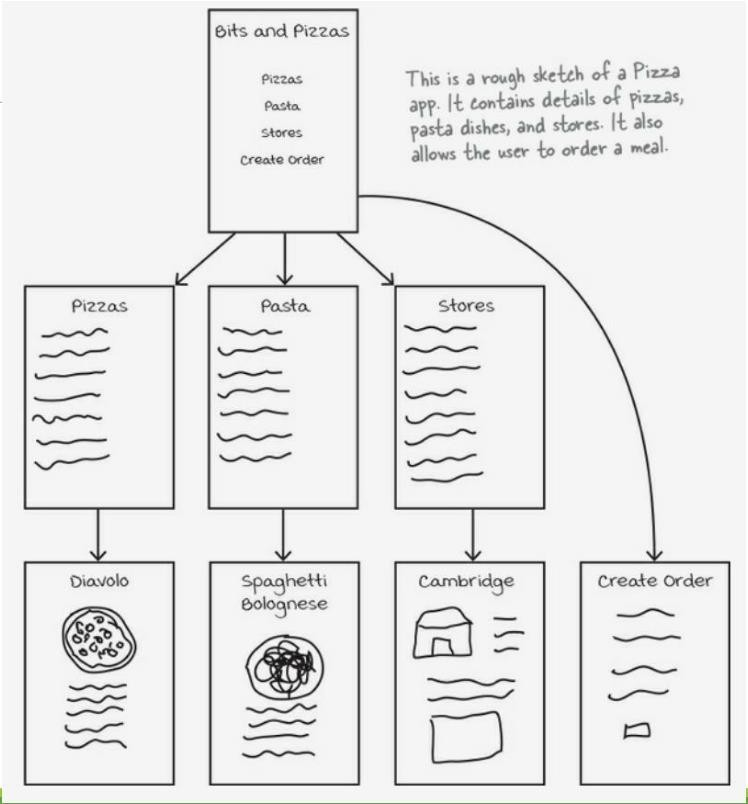 Bits and Pizzas
Pizzas
Pasta
Stores
Create Order
This is a rough sketch of a Pizza
app. It contains details of pizzas,
pasta dishes, and stores. It also
allows the user to order a meal.
Pizzas
Pasta
Stores
Diavolo
Spaghetti
Bolognese
Cambridge
Create Order